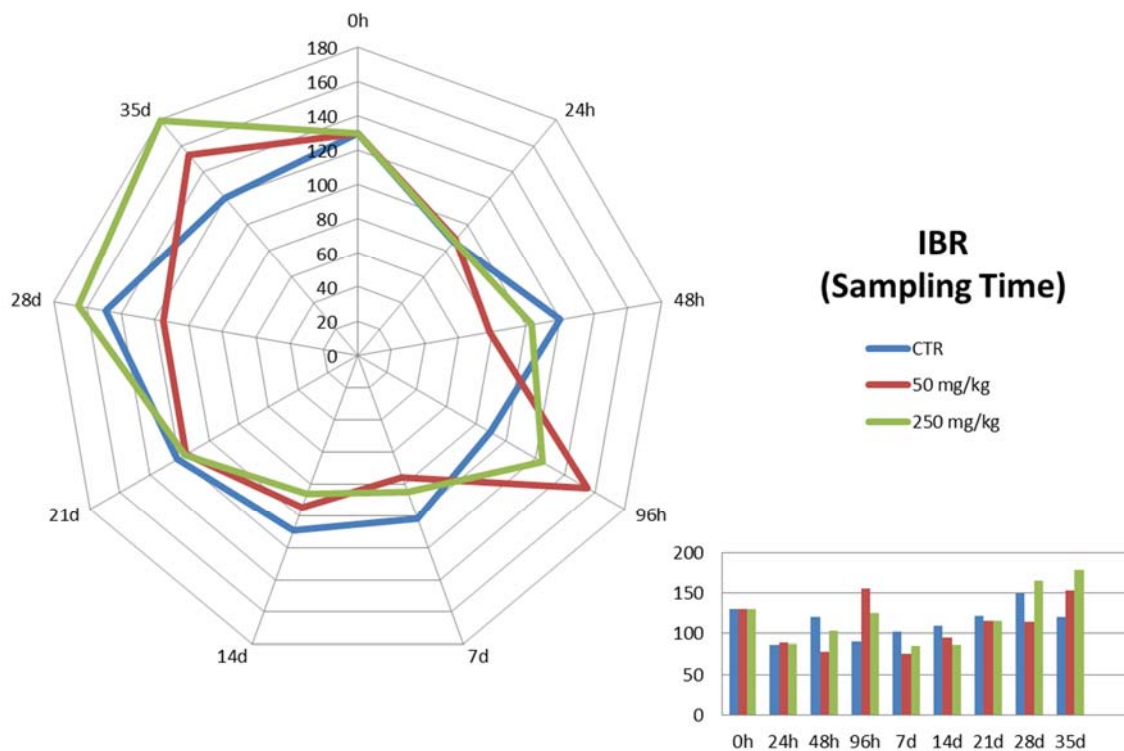 0h
180
160
140
120
100
80
60
40
20
0
24h
48h
96h
7d
14d
21d
28d
35d
IBR
(Sampling Time)
CTR
50 mg/kg
250 mg/kg
200
150
100
50
0
0h 24h 48h 96h 7d 14d 21d 28d 35d